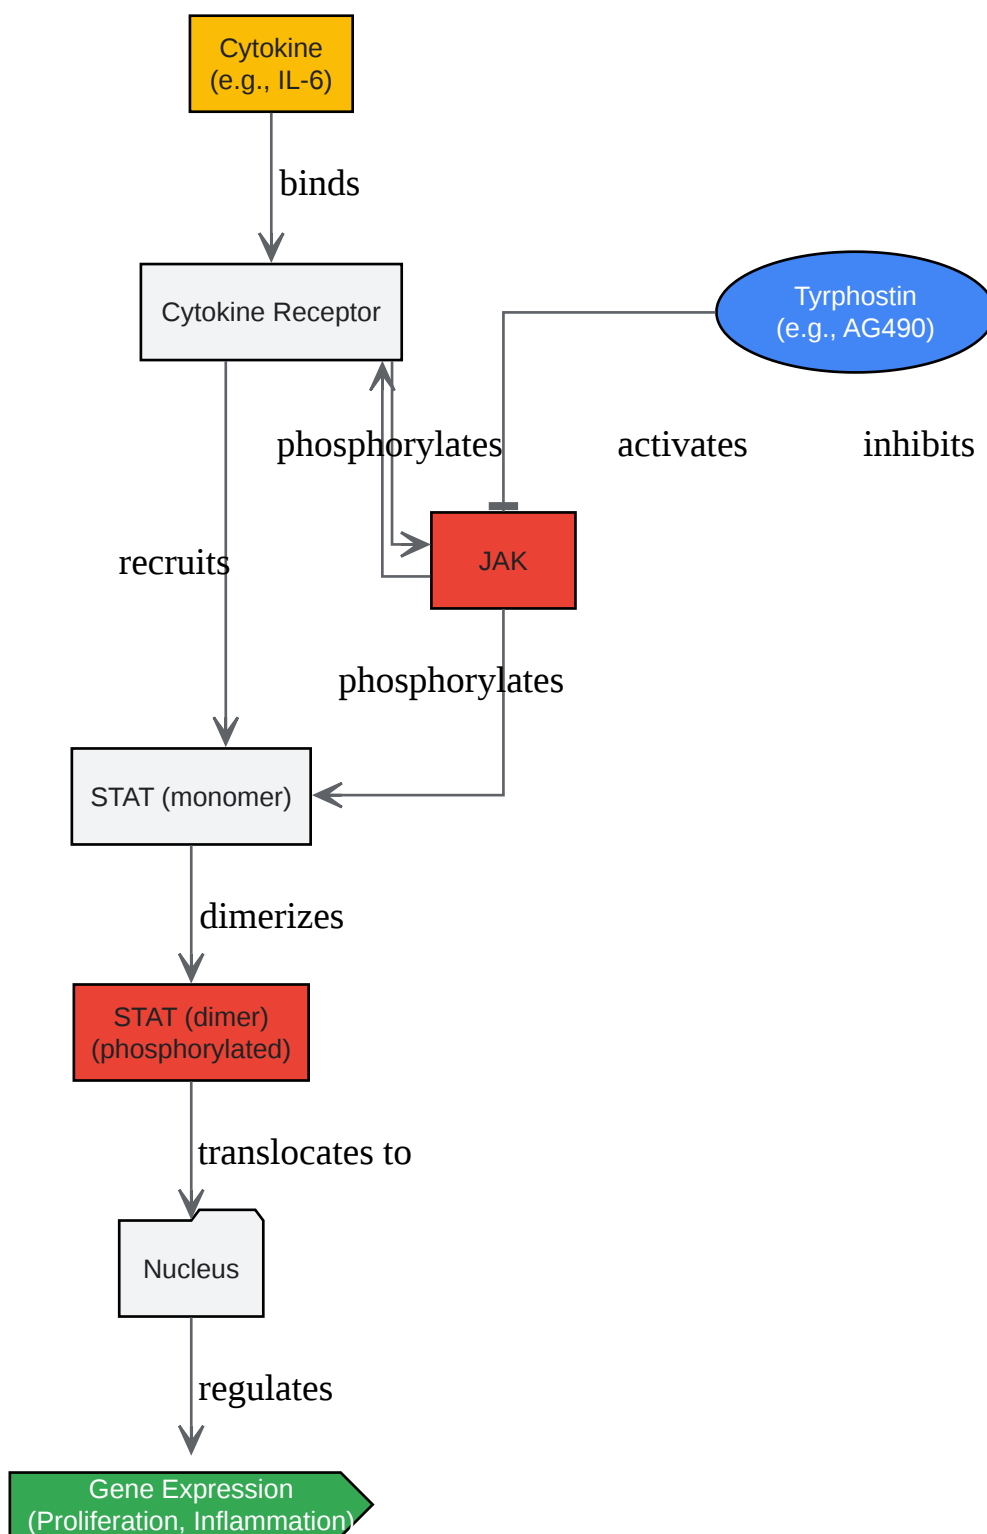 Cytokine
(e.g., IL-6)
binds
Cytokine Receptor
Tyrphostin
(e.g., AG490)
phosphorylates
activates
inhibits
recruits
JAK
phosphorylates
STAT (monomer)
dimerizes
STAT (dimer)
(phosphorylated)
translocates to
Nucleus
regulates
Gene Expression
(Proliferation, Inflammation)